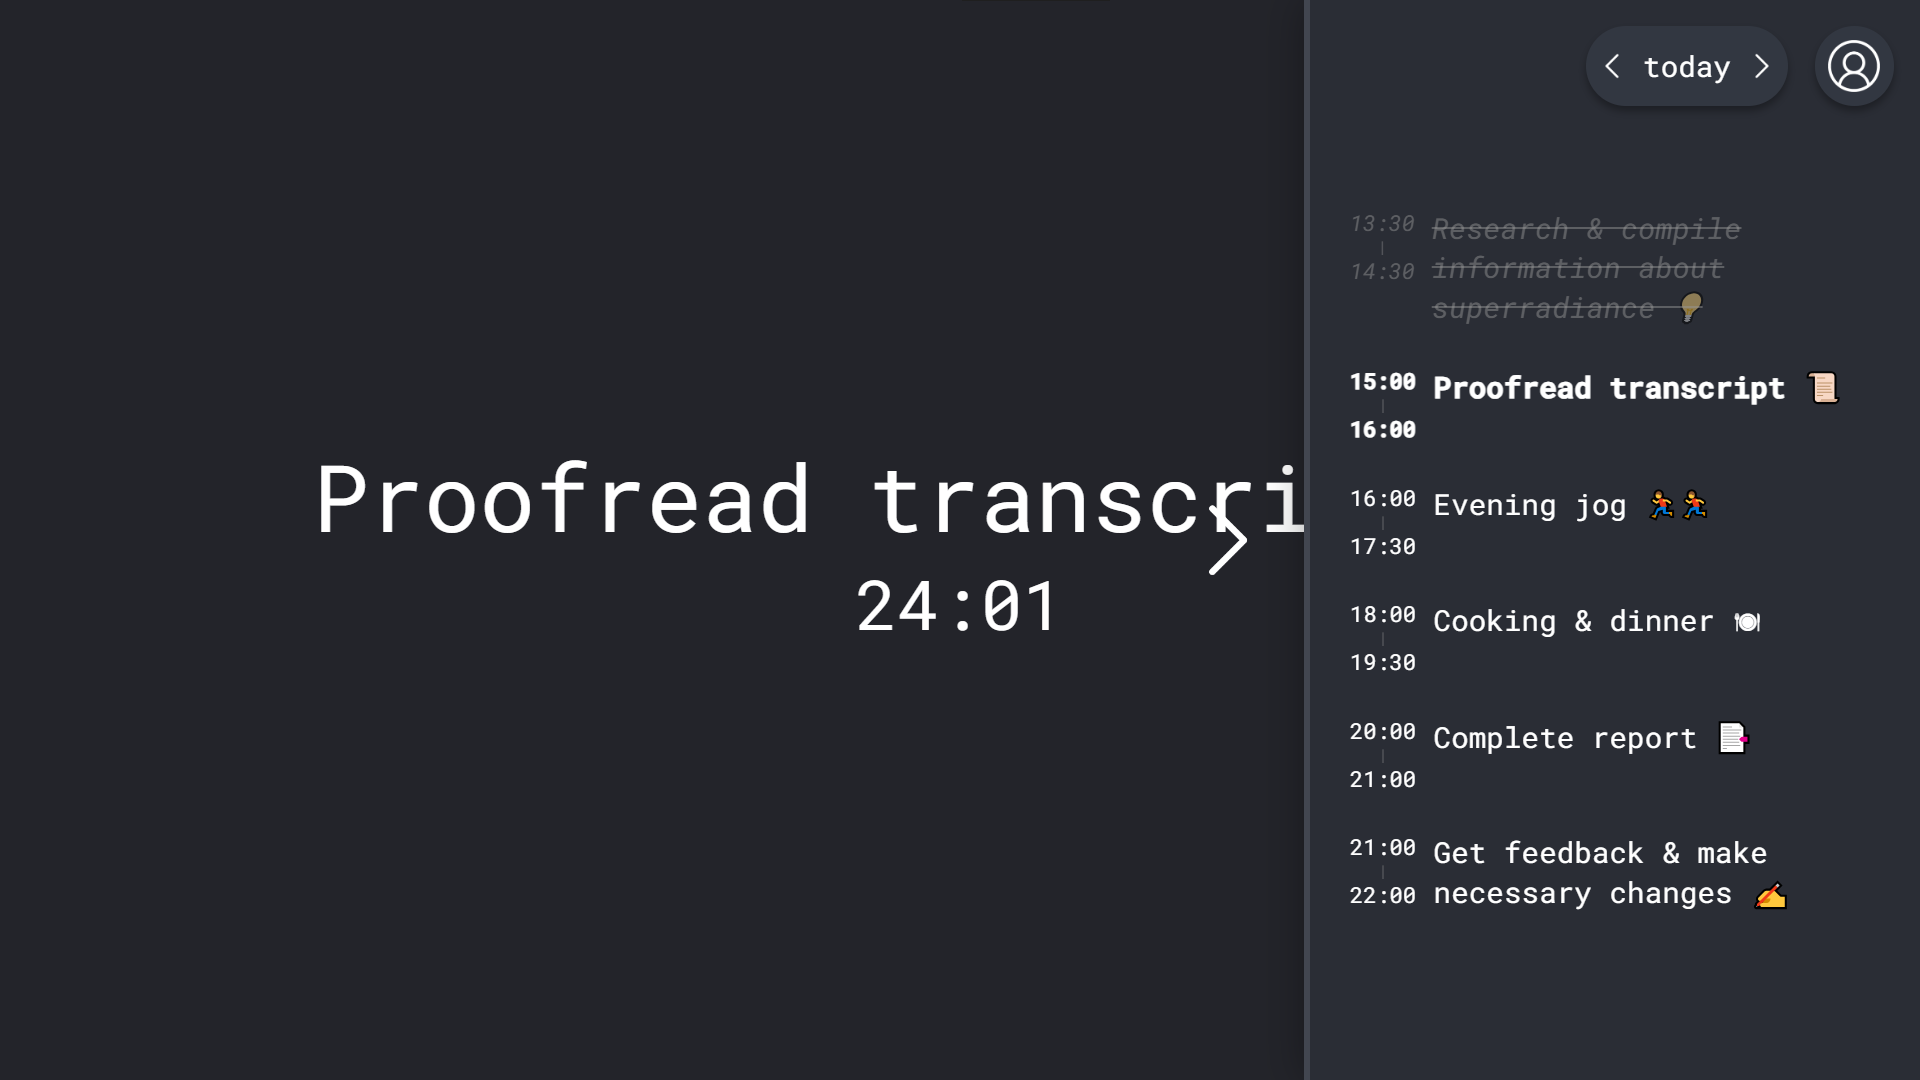 today
13:30
14:30
Research & compile
information about
superradiance 💡
15:00
16:00
Proofread transcript 📜
16:00
17:30
Evening jog 🏃🏃
18:00
19:30
Cooking & dinner 🍽
20:00
21:00
Complete report 📑
21:00
22:00
Get feedback & make
necessary changes ✍
Proofread transcri
24:01